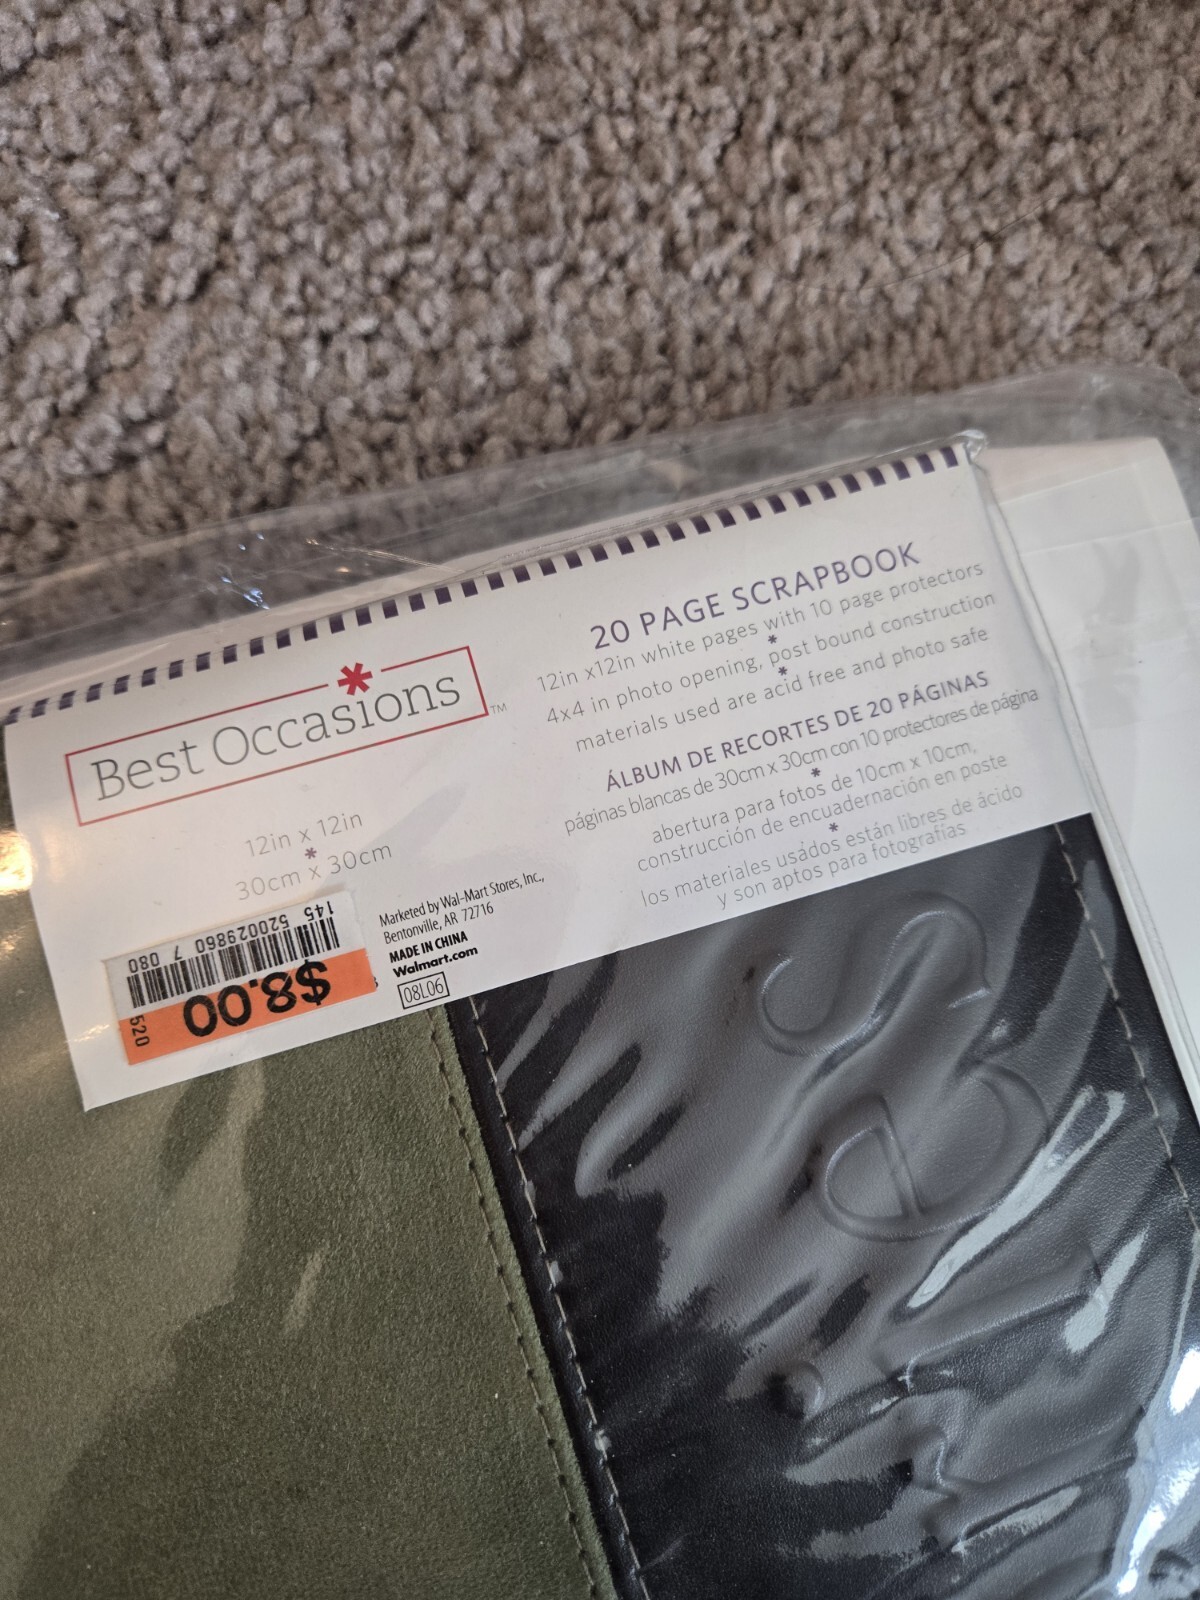 Best Occasions™
12in x 12in
*
30cm x 30cm
20 PAGE SCRAPBOOK
12in x12in white pages with 10 page protectors
*
4x4 in photo opening, post bound construction
*
materials used are acid free and photo safe
ÁLBUM DE RECORTES DE 20 PÁGINAS
páginas blancas de 30cm x 30cm con 10 protectores de página
*
abertura para fotos de 10cm x 10cm,
construcción de encuadernación en poste
*
los materiales usados están libres de ácido
y son aptos para fotografías
Marketed by Wal-Mart Stores, Inc.,
Bentonville, AR 72716
MADE IN CHINA
Walmart.com
08L06
145 520029860 7 080
$8.00
520